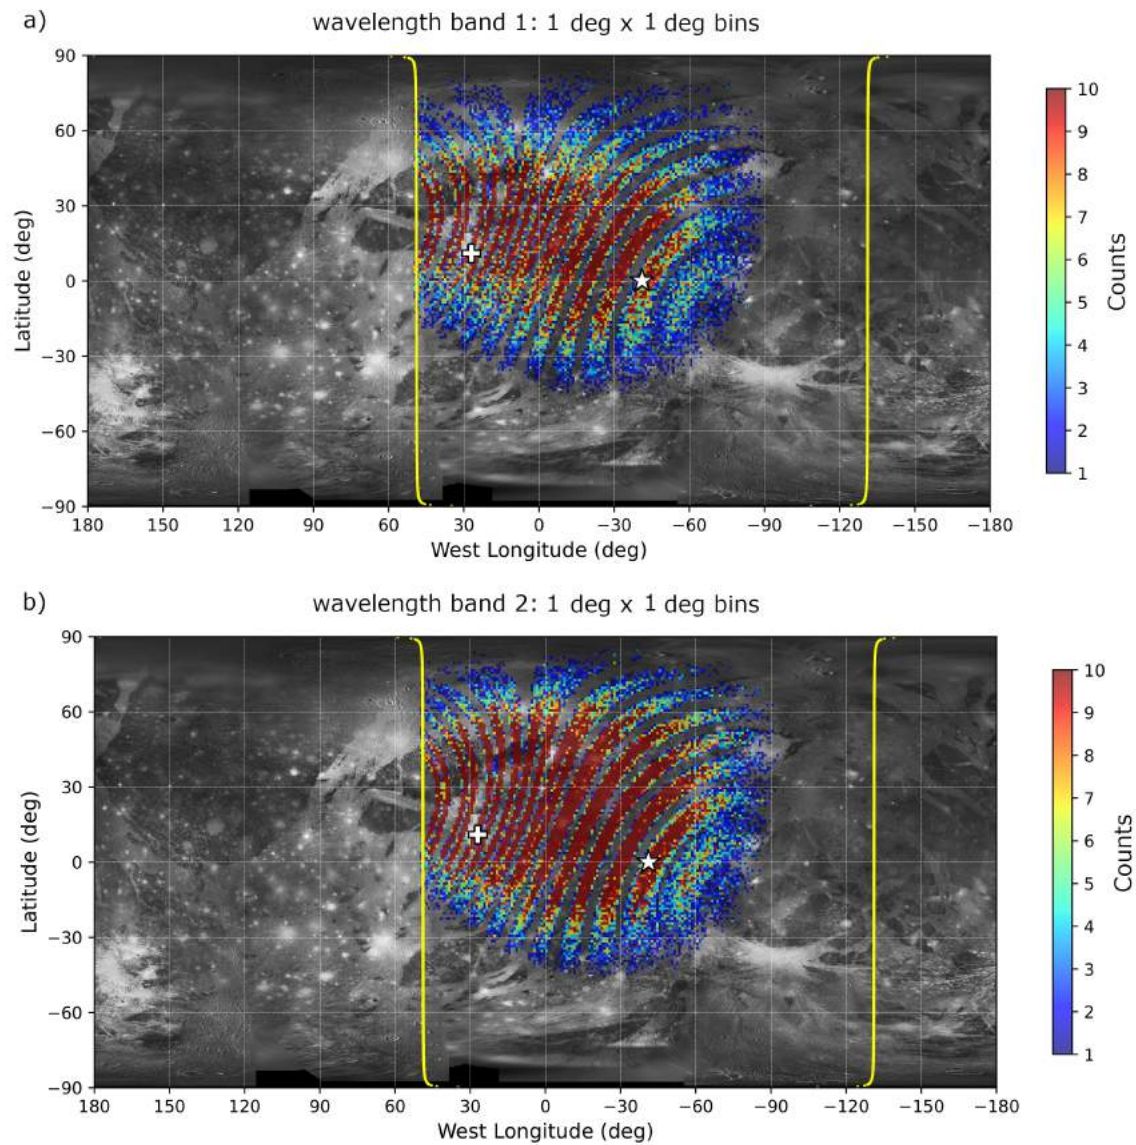 a)
wavelength band 1: 1 deg x 1 deg bins
90
60
30
0
−30
−60
−90
Latitude (deg)
180 150 120 90 60 30 0 −30 −60 −90 −120 −150 −180
West Longitude (deg)
10
9
8
7
6
5
4
3
2
1
Counts
b)
wavelength band 2: 1 deg x 1 deg bins
90
60
30
0
−30
−60
−90
Latitude (deg)
180 150 120 90 60 30 0 −30 −60 −90 −120 −150 −180
West Longitude (deg)
10
9
8
7
6
5
4
3
2
1
Counts